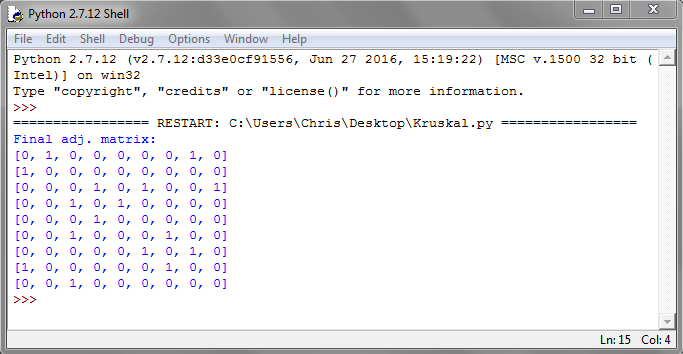 Python 2.7.12 Shell
File Edit Shell Debug Options Window Help
Python 2.7.12 (v2.7.12:d33e0cf91556, Jun 27 2016, 15:19:22) [MSC v.1500 32 bit (
Intel)] on win32
Type "copyright", "credits" or "license()" for more information.
>>>
================= RESTART: C:\Users\Chris\Desktop\Kruskal.py =================
Final adj. matrix:
[0, 1, 0, 0, 0, 0, 0, 1, 0]
[1, 0, 0, 0, 0, 0, 0, 0, 0]
[0, 0, 0, 1, 0, 1, 0, 0, 1]
[0, 0, 1, 0, 1, 0, 0, 0, 0]
[0, 0, 0, 1, 0, 0, 0, 0, 0]
[0, 0, 1, 0, 0, 0, 1, 0, 0]
[0, 0, 0, 0, 0, 1, 0, 1, 0]
[1, 0, 0, 0, 0, 0, 1, 0, 0]
[0, 0, 1, 0, 0, 0, 0, 0, 0]
>>>
Ln: 15 Col: 4